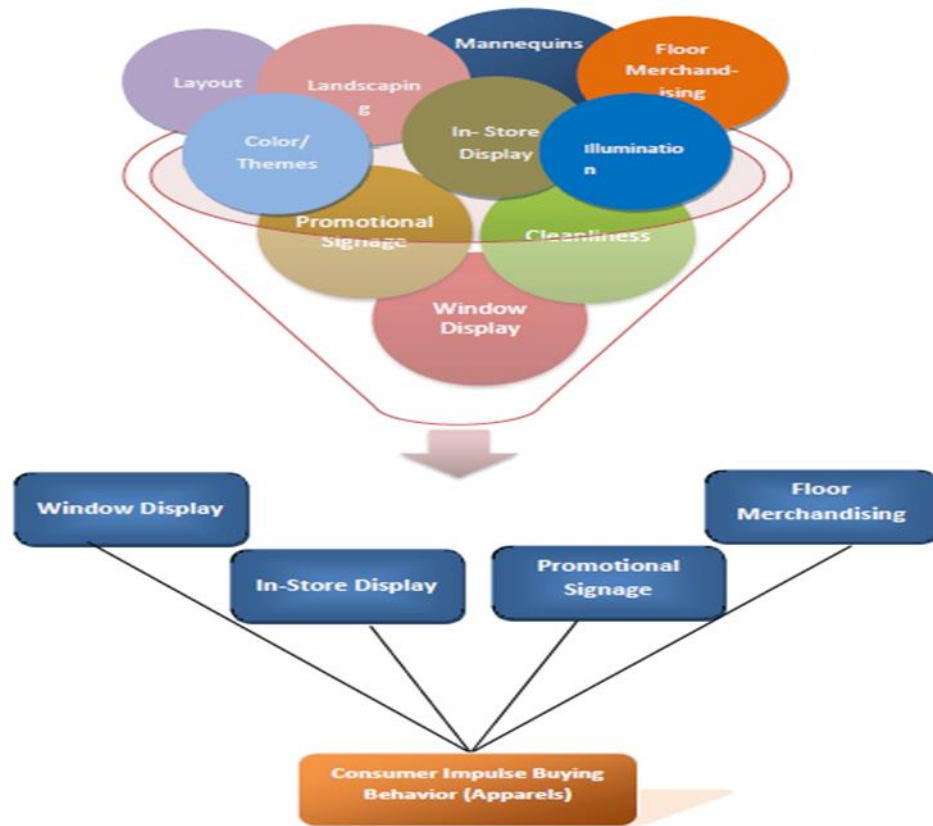 Mannequins
Floor
Merchand-
ising
Layout
Landscapin
g
Color/
Themes
In- Store
Display
Illuminatio
n
Promotional
Signage
Cleanliness
Window
Display
Window Display
Floor
Merchandising
In-Store Display
Promotional
Signage
Consumer Impulse Buying
Behavior (Apparels)